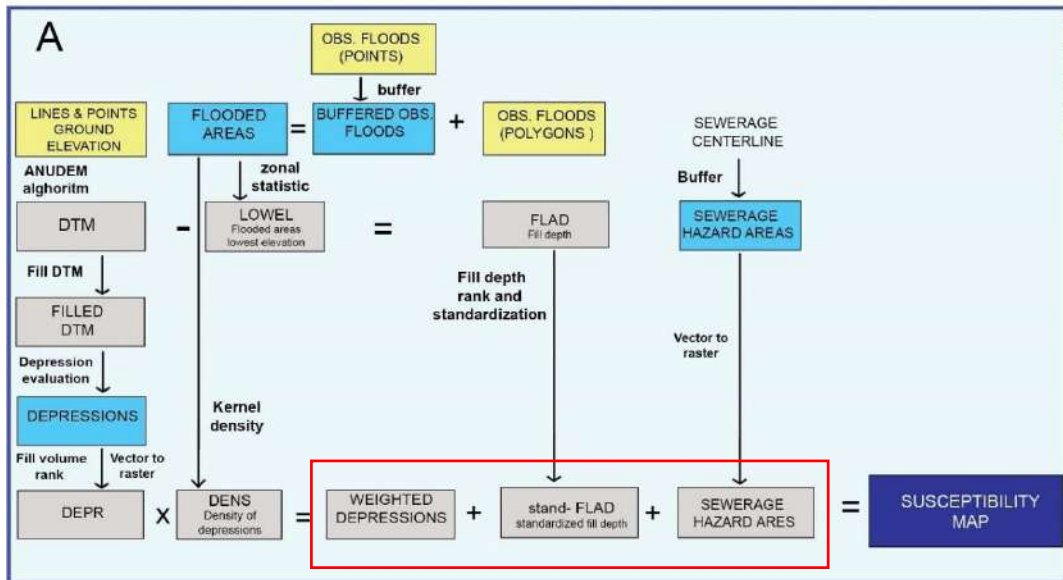 A
OBS. FLOODS
(POINTS)
buffer
LINES & POINTS
GROUND
ELEVATION
FLOODED
AREAS
=
BUFFERED OBS.
FLOODS
+
OBS. FLOODS
(POLYGONS )
SEWERAGE
CENTERLINE
ANUDEM
alghoritm
zonal
statistic
Buffer
DTM
-
LOWEL
Flooded areas
lowest elevation
=
FLAD
Fill depth
SEWERAGE
HAZARD AREAS
Fill DTM
Fill depth
rank and
standardization
FILLED
DTM
Vector to
raster
Depression
evaluation
DEPRESSIONS
Kernel
density
Fill volume
rank
Vector to
raster
DEPR
X
DENS
Density of
depressions
=
WEIGHTED
DEPRESSIONS
+
stand- FLAD
standardized fill depth
+
SEWERAGE
HAZARD ARES
=
SUSCEPTIBILITY
MAP